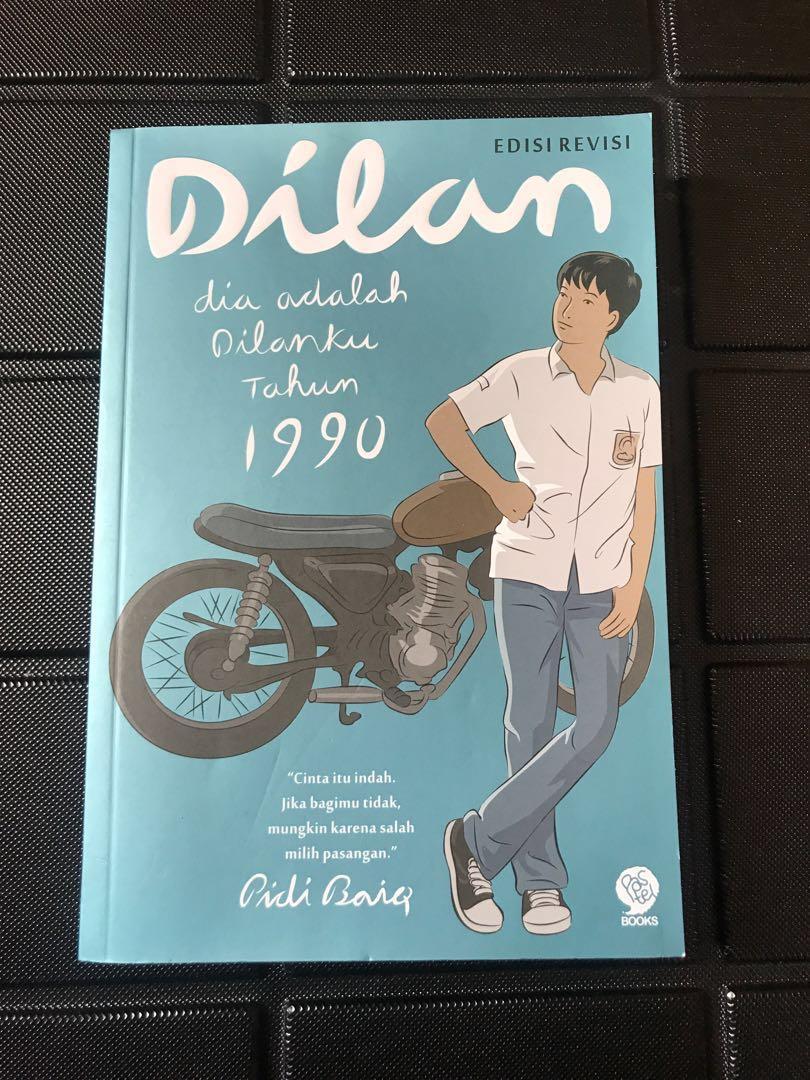 EDISI REVISI
Dilan
dia adalah
Dilanku
Tahun
1990
"Cinta itu indah.
Jika bagimu tidak,
mungkin karena salah
milih pasangan."
Pidi Baiq
PASTEL
BOOKS